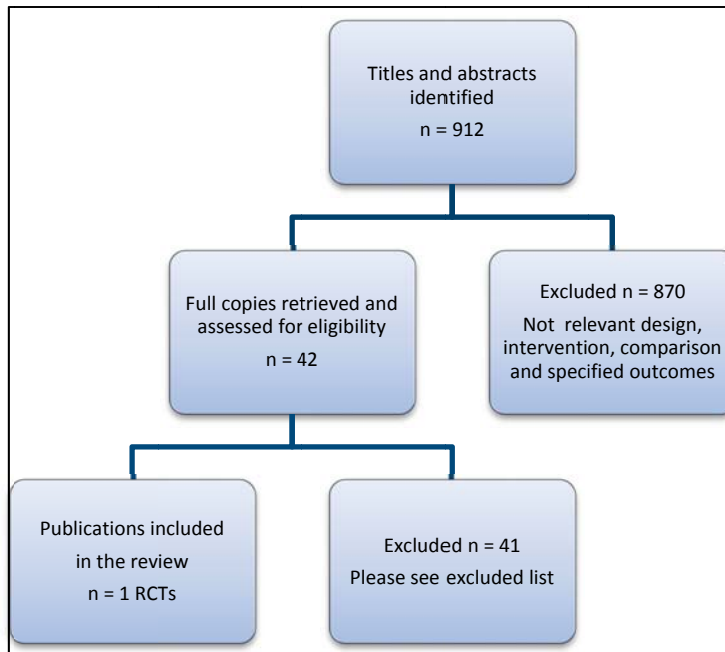 Titles and abstracts
identified
n = 912
Full copies retrieved and
assessed for eligibility
n = 42
Excluded n = 870
Not relevant design,
intervention, comparison
and specified outcomes
Publications included
in the review
n = 1 RCTs
Excluded n = 41
Please see excluded list